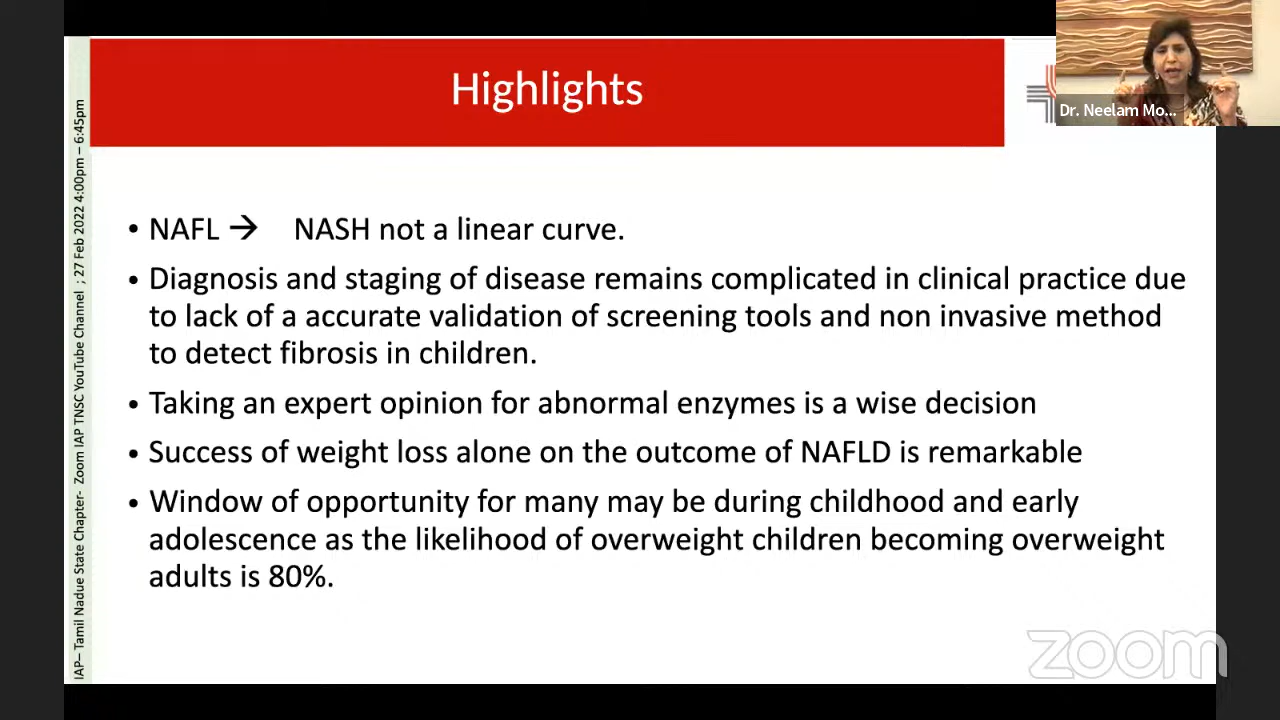 Highlights
Dr. Neelam Mo...
IAP– Tamil Nadue State Chapter- Zoom IAP TNSC YouTube Channel ; 27 Feb 2022 4:00pm – 6:45pm
• NAFL → NASH not a linear curve.
• Diagnosis and staging of disease remains complicated in clinical practice due
to lack of a accurate validation of screening tools and non invasive method
to detect fibrosis in children.
• Taking an expert opinion for abnormal enzymes is a wise decision
• Success of weight loss alone on the outcome of NAFLD is remarkable
• Window of opportunity for many may be during childhood and early
adolescence as the likelihood of overweight children becoming overweight
adults is 80%.
zoom